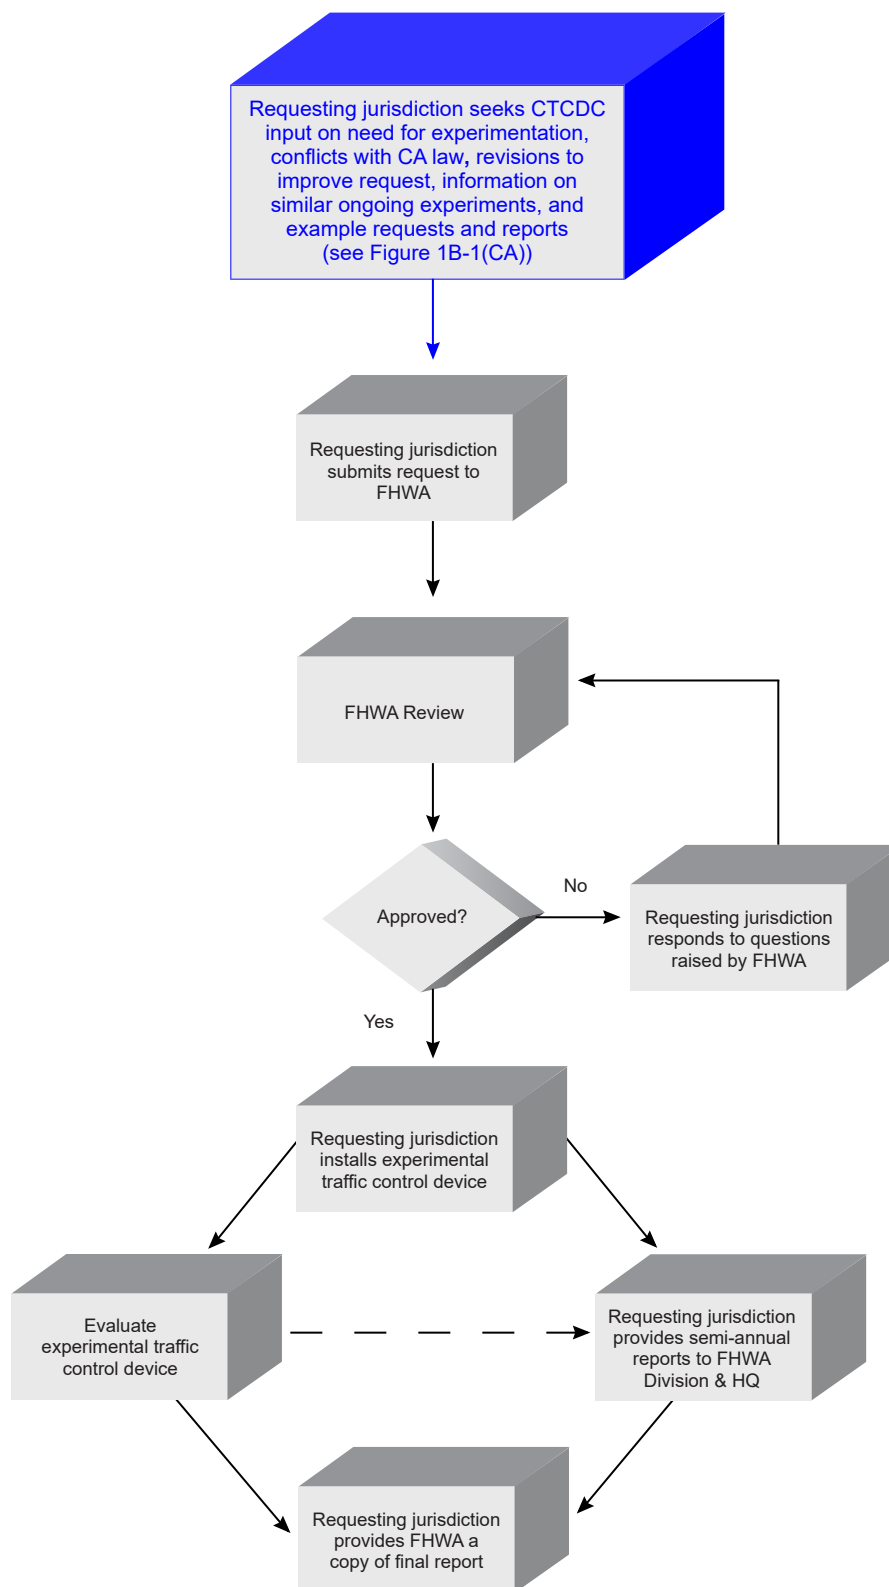 Requesting jurisdiction seeks CTCDC
input on need for experimentation,
conflicts with CA law, revisions to
improve request, information on
similar ongoing experiments, and
example requests and reports
(see Figure 1B-1(CA))
Requesting jurisdiction
submits request to
FHWA
FHWA Review
Approved?
No
Requesting jurisdiction
responds to questions
raised by FHWA
Yes
Requesting jurisdiction
installs experimental
traffic control device
Evaluate
experimental traffic
control device
Requesting jurisdiction
provides semi-annual
reports to FHWA
Division & HQ
Requesting jurisdiction
provides FHWA a
copy of final report